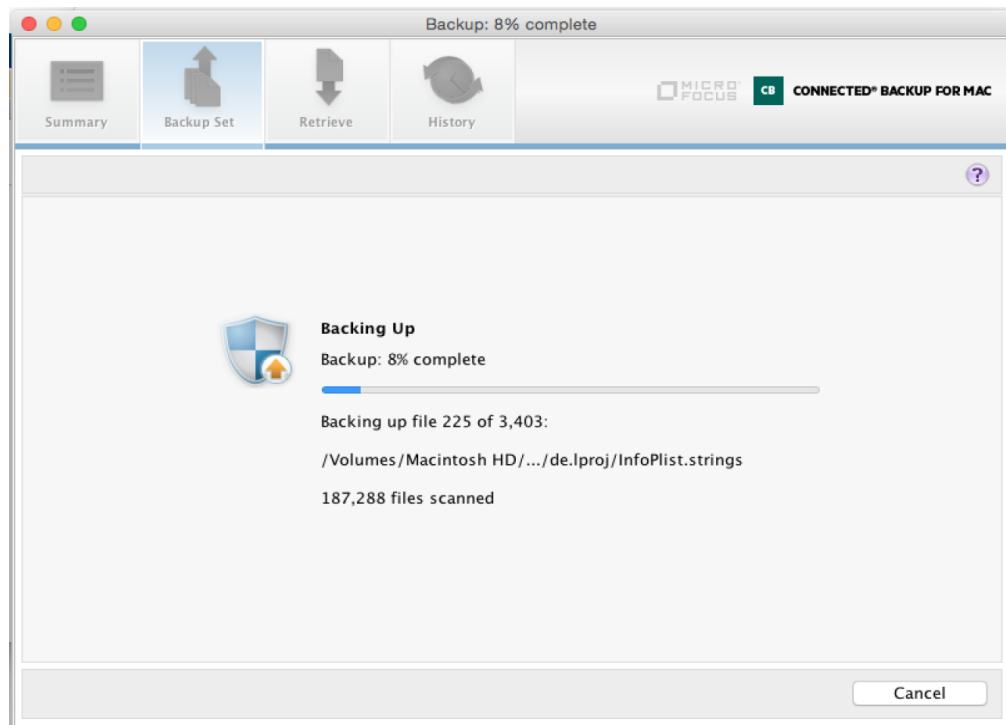 Backup: 8% complete
Summary
Backup Set
Retrieve
History
MICRO FOCUS
CB
CONNECTED® BACKUP FOR MAC
?
Backing Up
Backup: 8% complete
Backing up file 225 of 3,403:
/Volumes/Macintosh HD/.../de.lproj/InfoPlist.strings
187,288 files scanned
Cancel